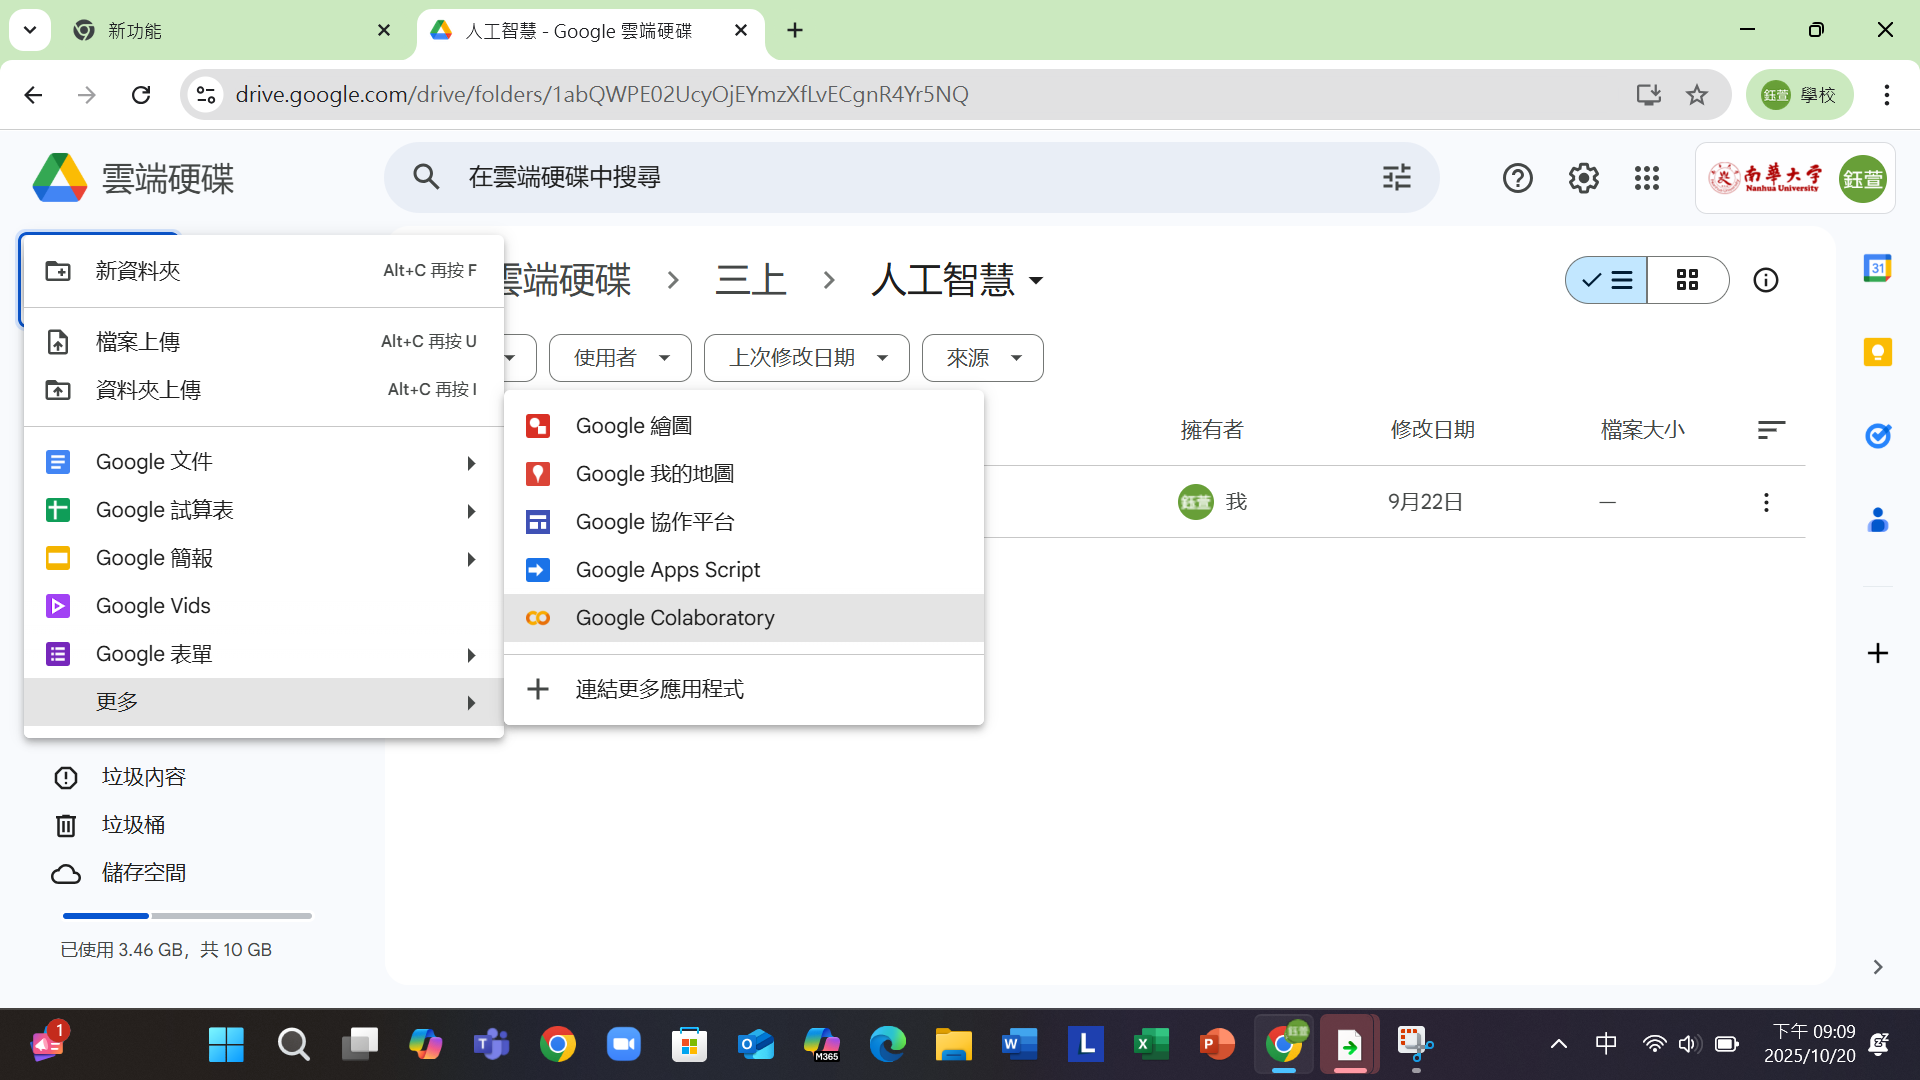 新功能
人工智慧 - Google 雲端硬碟
drive.google.com/drive/folders/1abQWPE02UcyOjEYmzXfLvECgnR4Yr5NQ
鈺萱 學校
雲端硬碟
在雲端硬碟中搜尋
南華大學
Nanhua University
鈺萱
新資料夾 Alt+C 再按 F
檔案上傳 Alt+C 再按 U
資料夾上傳 Alt+C 再按 I
Google 文件
Google 試算表
Google 簡報
Google Vids
Google 表單
更多
雲端硬碟 三上 人工智慧
使用者 上次修改日期 來源
Google 繪圖
Google 我的地圖
Google 協作平台
Google Apps Script
Google Colaboratory
連結更多應用程式
擁有者 修改日期 檔案大小
鈺萱 我 9月22日 —
31
垃圾內容
垃圾桶
儲存空間
已使用 3.46 GB，共 10 GB
1
M365
鈺萱
中
下午 09:09
2025/10/20